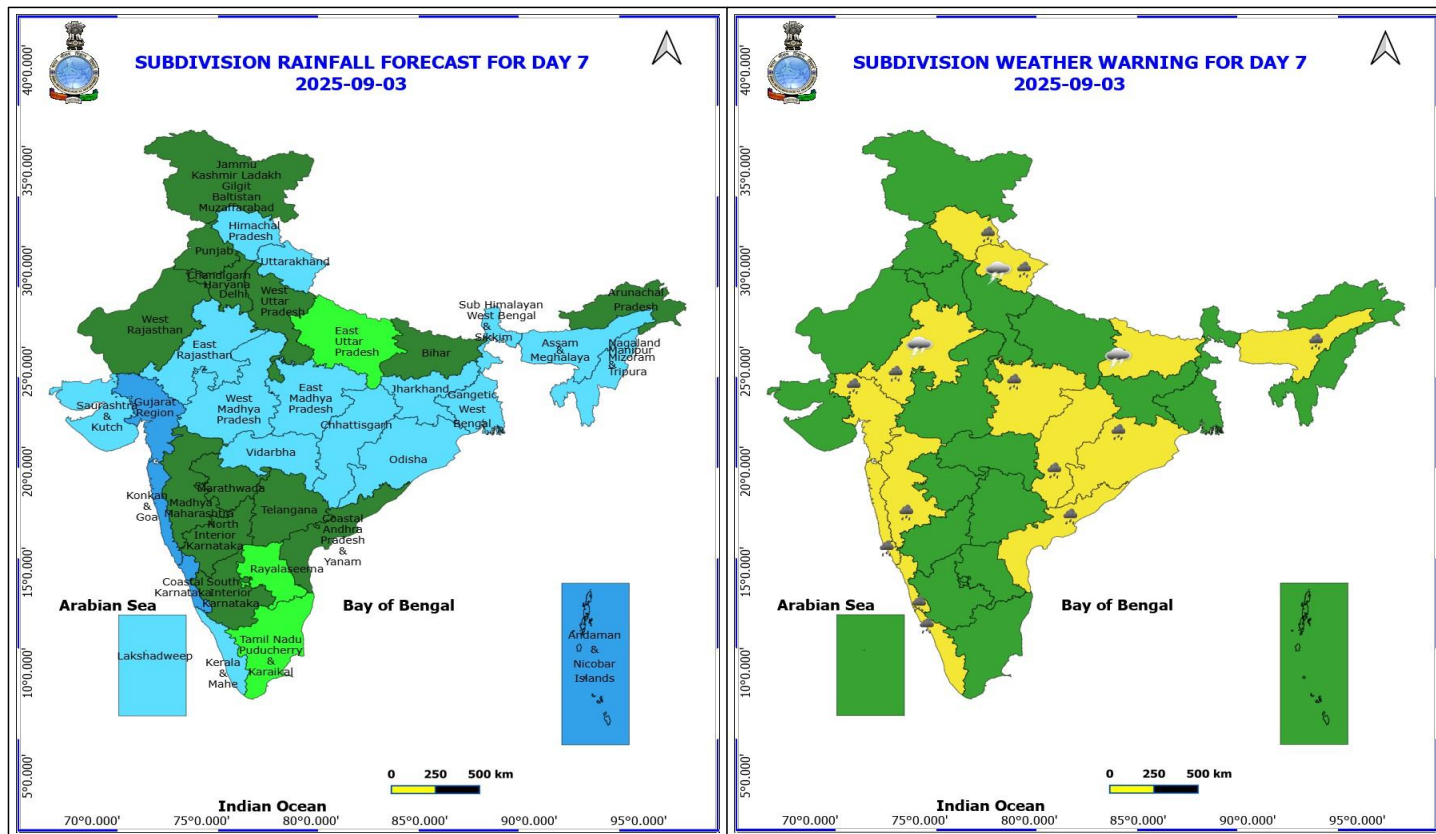 SUBDIVISION RAINFALL FORECAST FOR DAY 7
2025-09-03
40°0.000'
35°0.000'
30°0.000'
25°0.000'
20°0.000'
15°0.000'
10°0.000'
5°0.000'
Jammu
Kashmir Ladakh
Gilgit
Baltistan
Muzaffarabad
Himachal
Pradesh
Punjab
Uttarakhand
Chandigarh
Haryana
Delhi
West
Uttar
Pradesh
West
Rajasthan
East
Rajasthan
East
Uttar
Pradesh
Bihar
Sub Himalayan
West Bengal
&
Sikkim
Arunachal
Pradesh
Assam
&
Meghalaya
Nagaland
Manipur
Mizoram
&
Tripura
Saurashtra
&
Kutch
Gujarat
Region
West
Madhya
Pradesh
East
Madhya
Pradesh
Jharkhand
Gangetic
West
Bengal
Chhattisgarh
Vidarbha
Odisha
Konkan
&
Goa
Madhya
Maharashtra
Marathwada
North
Interior
Karnataka
Telangana
Coastal
Andhra
Pradesh
&
Yanam
Rayalaseema
Coastal
Karnataka
South
Interior
Karnataka
Tamil Nadu
Puducherry
&
Karaikal
Kerala
&
Mahe
Arabian Sea
Bay of Bengal
Lakshadweep
Andaman
&
Nicobar
Islands
0 250 500 km
Indian Ocean
70°0.000' 75°0.000' 80°0.000' 85°0.000' 90°0.000' 95°0.000'
SUBDIVISION WEATHER WARNING FOR DAY 7
2025-09-03
40°0.000'
35°0.000'
30°0.000'
25°0.000'
20°0.000'
15°0.000'
10°0.000'
5°0.000'
Arabian Sea
Bay of Bengal
0 250 500 km
Indian Ocean
70°0.000' 75°0.000' 80°0.000' 85°0.000' 90°0.000' 95°0.000'